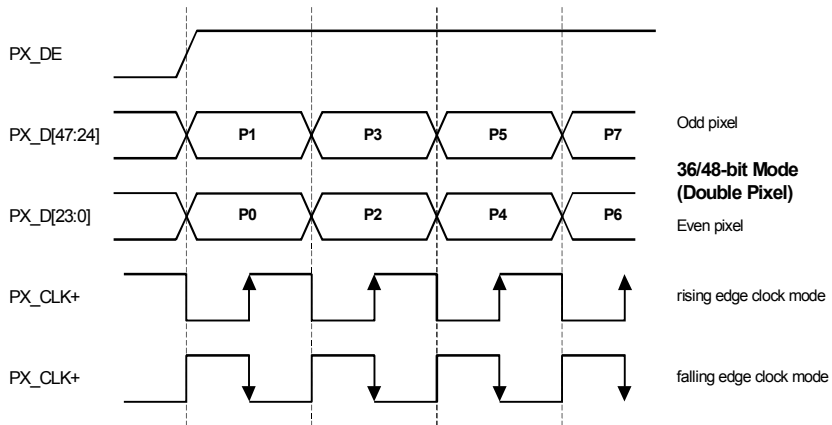 PX_DE
PX_D[47:24] P1 P3 P5 P7 Odd pixel
36/48-bit Mode
(Double Pixel)
PX_D[23:0] P0 P2 P4 P6 Even pixel
PX_CLK+ rising edge clock mode
PX_CLK+ falling edge clock mode